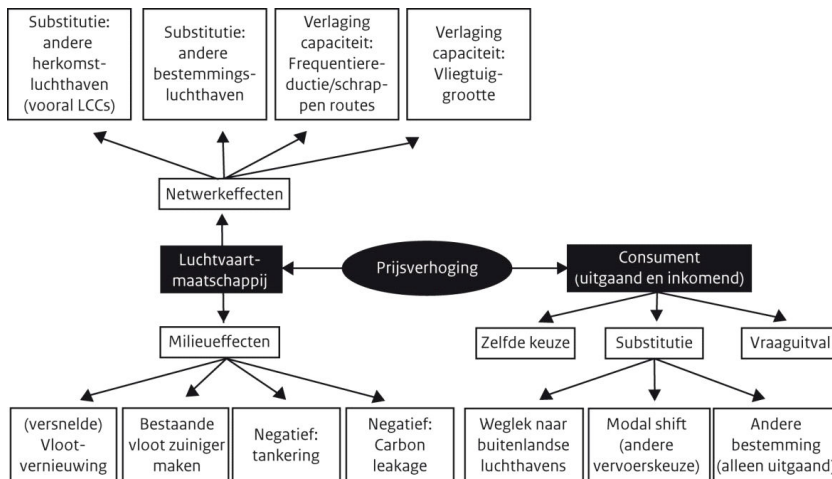 Substitutie:
andere
herkomst-
luchthaven
(vooral LCCs)
Substitutie:
andere
bestemmings-
luchthaven
Verlaging
capaciteit:
Frequentiere-
ductie/schrap-
pen routes
Verlaging
capaciteit:
Vliegtuig-
grootte
Netwerkeffecten
Luchtvaart-
maatschappij
Prijsverhoging
Consument
(uitgaand en inkomend)
Milieueffecten
Zelfde keuze
Substitutie
Vraaguitval
(versnelde)
Vloot-
vernieuwing
Bestaande
vloot zuiniger
maken
Negatief:
tankering
Negatief:
Carbon
leakage
Weglek naar
buitenlandse
luchthavens
Modal shift
(andere
vervoerskeuze)
Andere
bestemming
(alleen uitgaand)